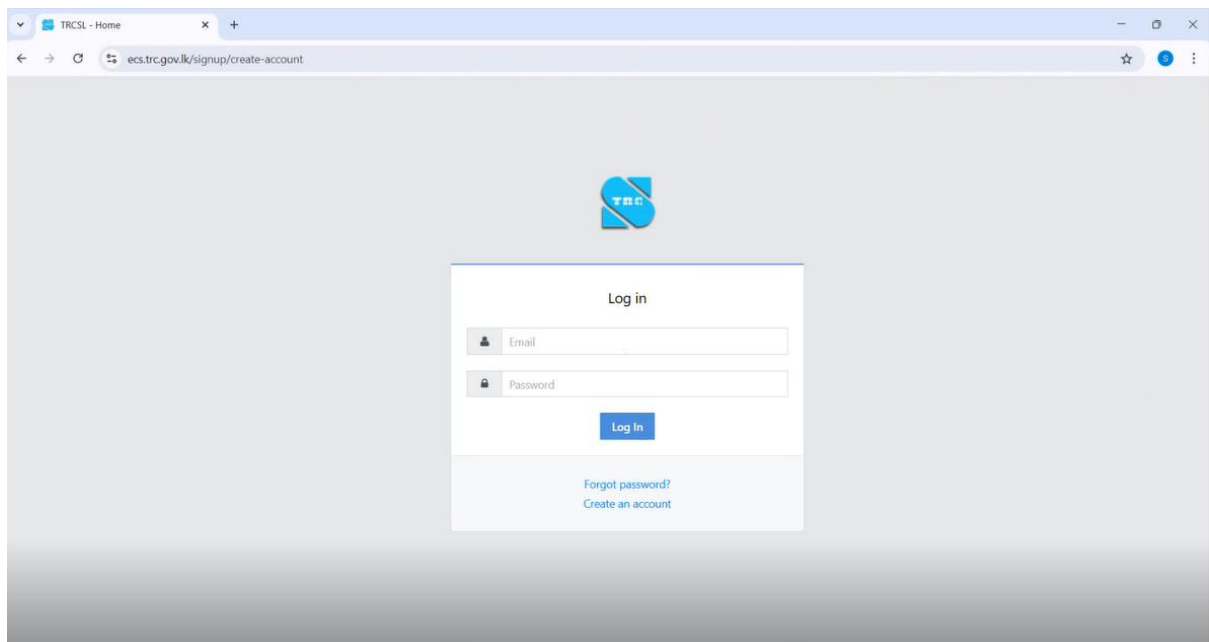 TRCSL - Home
ecs.trc.gov.lk/signup/create-account
S
TRC
Log in
Email
Password
Log In
Forgot password?
Create an account